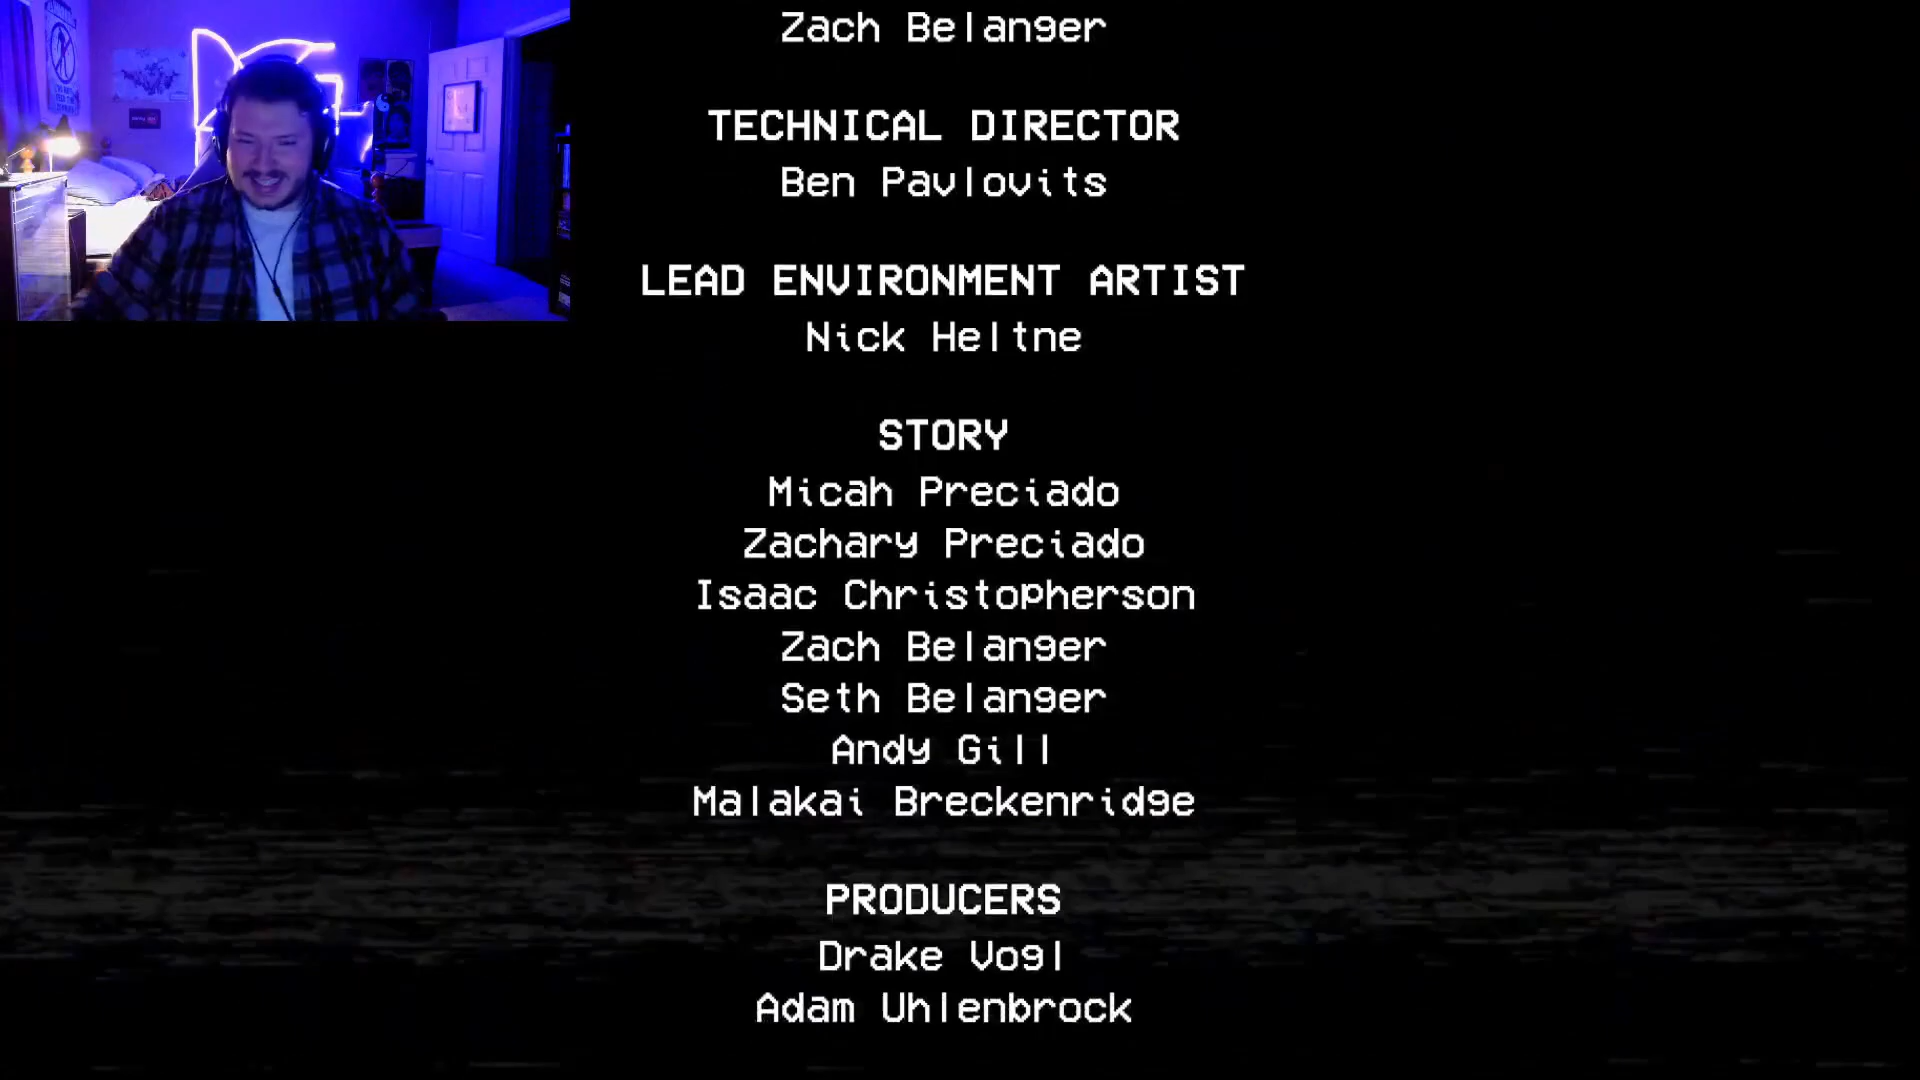 Zach Belanger
TECHNICAL DIRECTOR
Ben Pavlovits
LEAD ENVIRONMENT ARTIST
Nick Heltne
STORY
Micah Preciado
Zachary Preciado
Isaac Christopherson
Zach Belanger
Seth Belanger
Andy Gill
Malakai Breckenridge
PRODUCERS
Drake Vogl
Adam Uhlenbrock